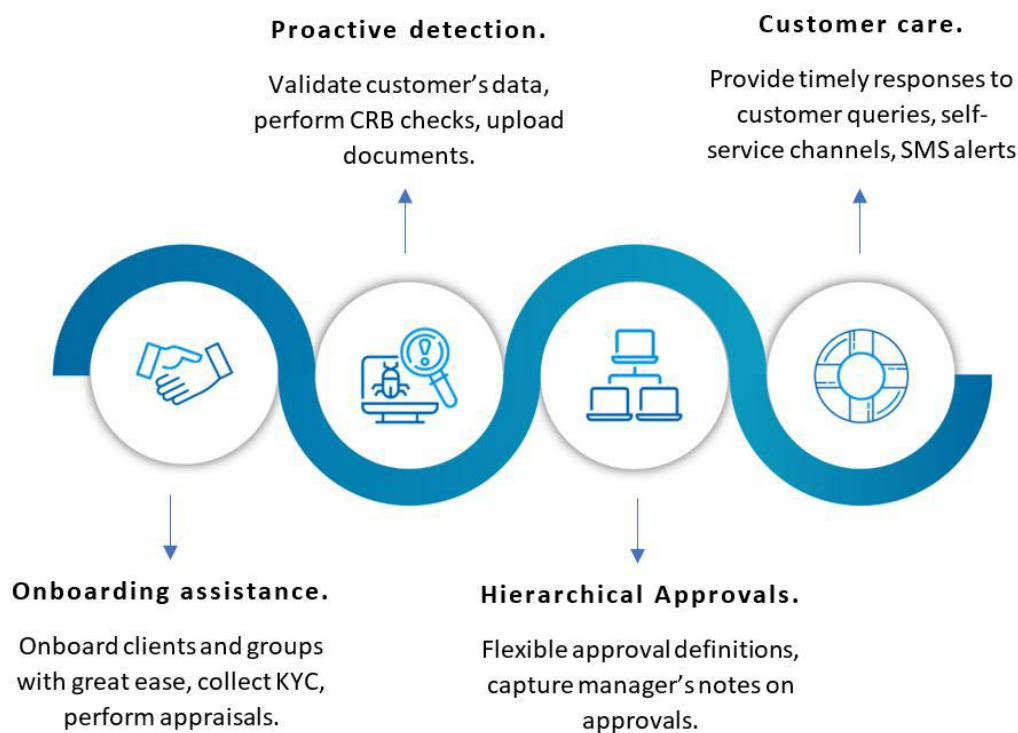 Proactive detection.
Validate customer’s data,
perform CRB checks, upload
documents.
Customer care.
Provide timely responses to
customer queries, self-
service channels, SMS alerts
Onboarding assistance.
Onboard clients and groups
with great ease, collect KYC,
perform appraisals.
Hierarchical Approvals.
Flexible approval definitions,
capture manager’s notes on
approvals.